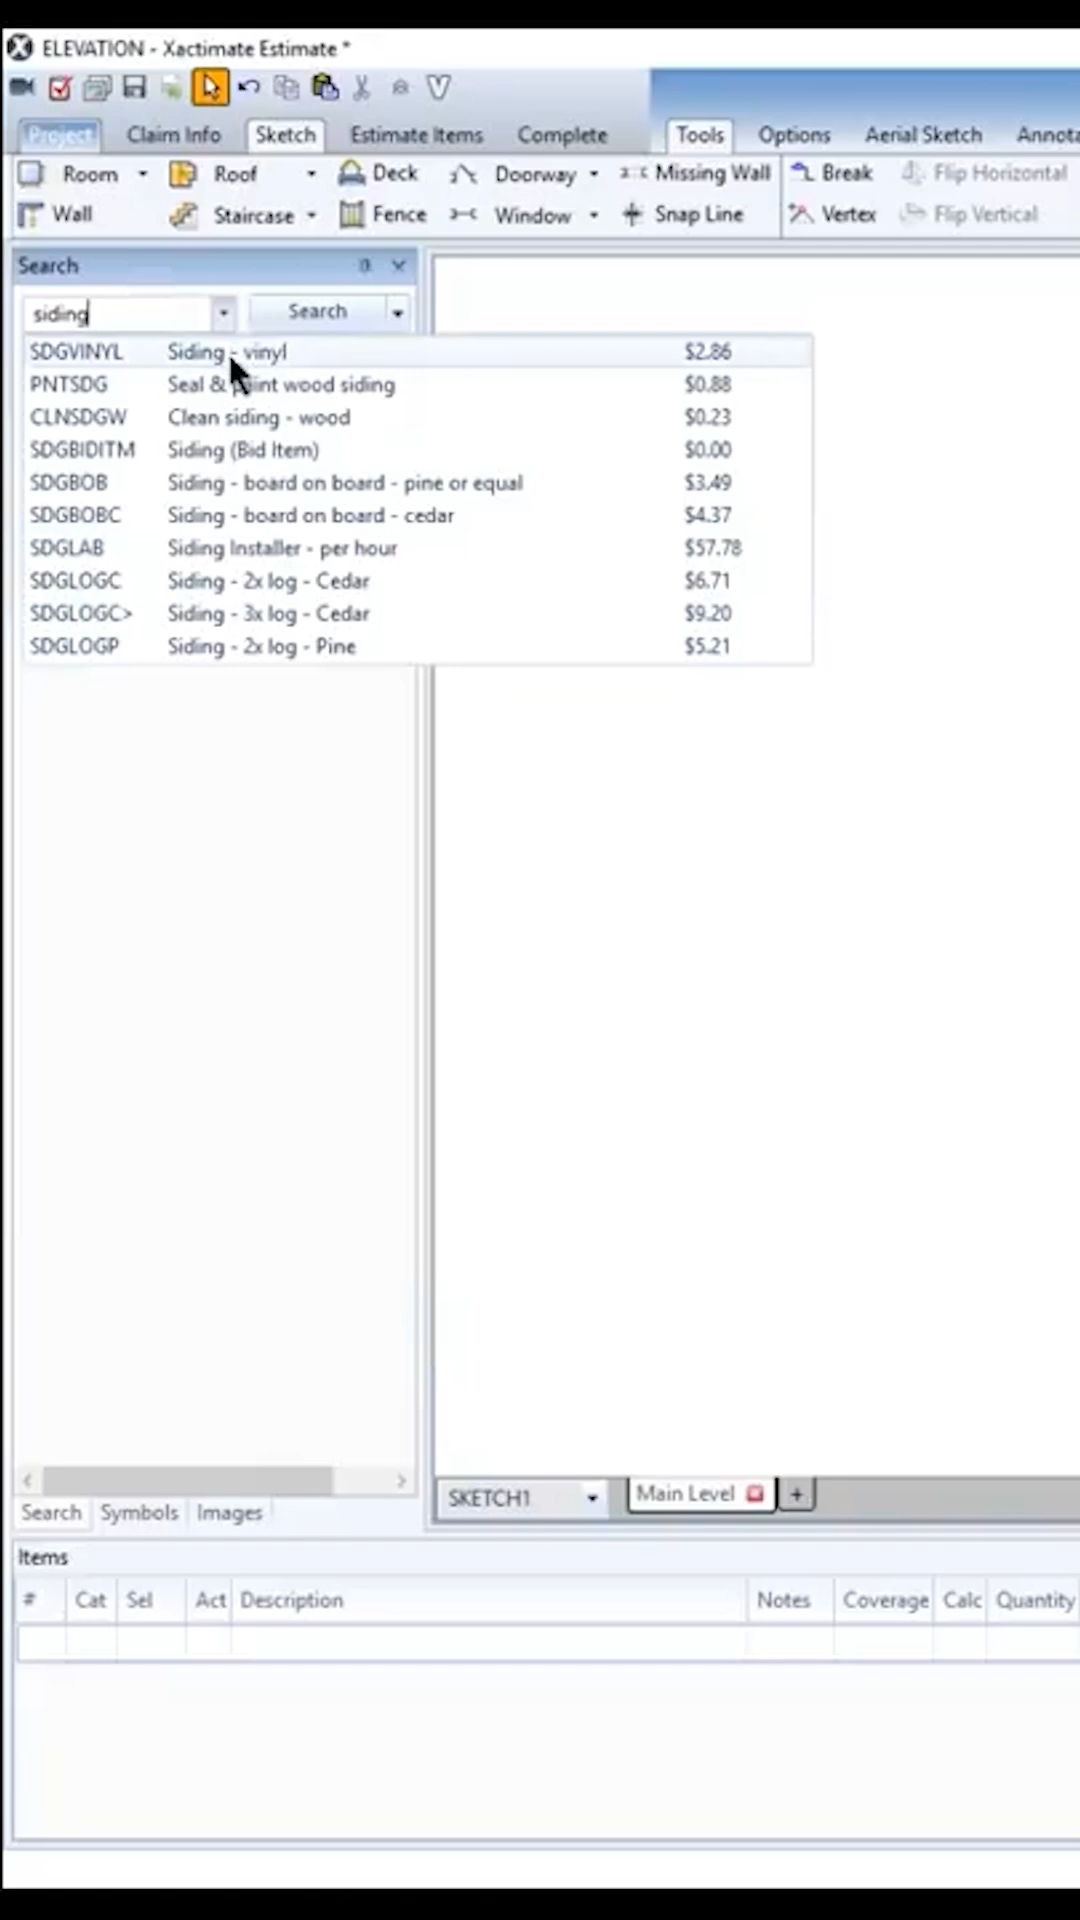 ELEVATION - Xactimate Estimate *
Project Claim Info Sketch Estimate Items Complete Tools Options Aerial Sketch Annota
Room Roof Deck Doorway Missing Wall Break Flip Horizontal
Wall Staircase Fence Window Snap Line Vertex Flip Vertical
Search
siding Search
SDGVINYL Siding - vinyl $2.86
PNTSDG Seal & paint wood siding $0.88
CLNSDGW Clean siding - wood $0.23
SDGBIDITM Siding (Bid Item) $0.00
SDGBOB Siding - board on board - pine or equal $3.49
SDGBOBC Siding - board on board - cedar $4.37
SDGLAB Siding Installer - per hour $57.78
SDGLOGC Siding - 2x log - Cedar $6.71
SDGLOGC> Siding - 3x log - Cedar $9.20
SDGLOGP Siding - 2x log - Pine $5.21
SKETCH1 Main Level +
Search Symbols Images
Items
# Cat Sel Act Description Notes Coverage Calc Quantity